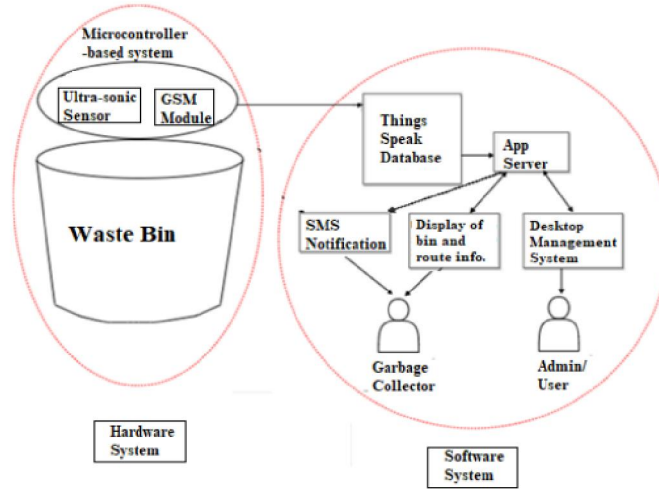 Microcontroller
-based system
Ultra-sonic
Sensor
GSM
Module
Waste Bin
Things
Speak
Database
App
Server
SMS
Notification
Display of
bin and
route info.
Desktop
Management
System
Garbage
Collector
Admin/
User
Hardware
System
Software
System